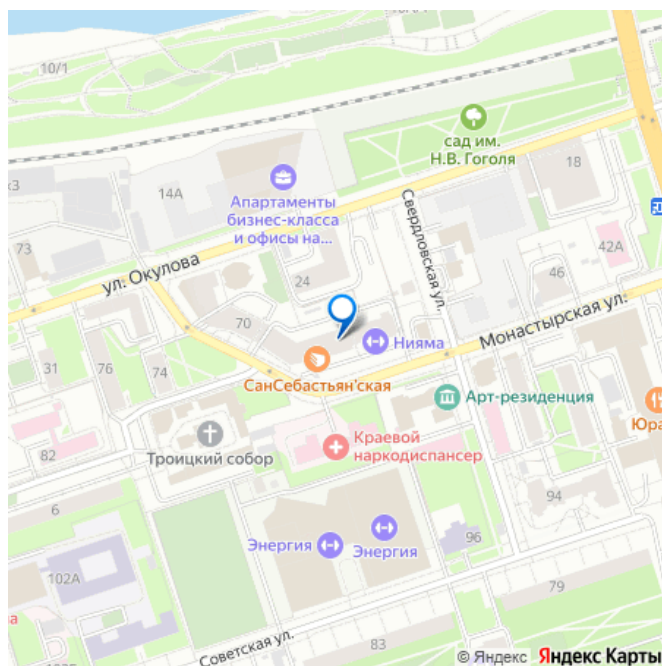 10/1
сад им.
Н.В. Гоголя
18
14А
Апартаменты
бизнес-класса
и офисы на...
Свердловская ул.
42А
73
ул. Окулова
24
46
Монастырская ул.
70
Нияма
31
76
74
СанСебастьян'ская
Арт-резиденция
Юра
Троицкий собор
Краевой
наркодиспансер
82
6
94
Энергия
Энергия
96
102А
79
Советская ул.
83
© Яндекс Яндекс Карты